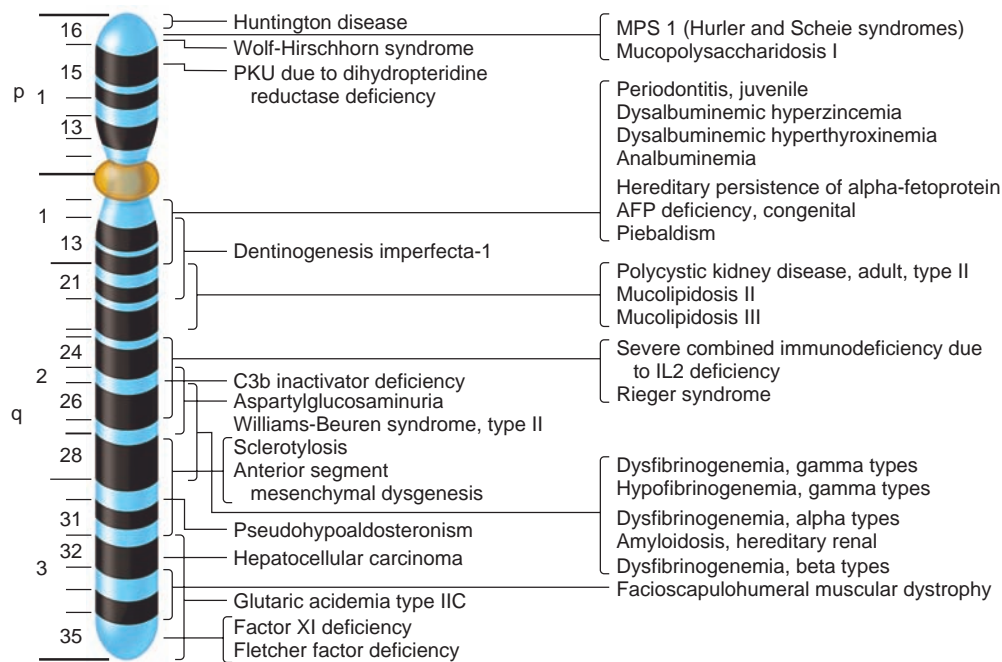 16
15
p
1
13
1
13
21
24
2
26
q
28
31
32
3
35
Huntington disease
Wolf-Hirschhorn syndrome
PKU due to dihydropteridine
reductase deficiency
Dentinogenesis imperfecta-1
C3b inactivator deficiency
Aspartylglucosaminuria
Williams-Beuren syndrome, type II
Sclerotylosis
Anterior segment
mesenchymal dysgenesis
Pseudohypoaldosteronism
Hepatocellular carcinoma
Glutaric acidemia type IIC
Factor XI deficiency
Fletcher factor deficiency
MPS 1 (Hurler and Scheie syndromes)
Mucopolysaccharidosis I
Periodontitis, juvenile
Dysalbuminemic hyperzincemia
Dysalbuminemic hyperthyroxinemia
Analbuminemia
Hereditary persistence of alpha-fetoprotein
AFP deficiency, congenital
Piebaldism
Polycystic kidney disease, adult, type II
Mucolipidosis II
Mucolipidosis III
Severe combined immunodeficiency due
to IL2 deficiency
Rieger syndrome
Dysfibrinogenemia, gamma types
Hypofibrinogenemia, gamma types
Dysfibrinogenemia, alpha types
Amyloidosis, hereditary renal
Dysfibrinogenemia, beta types
Facioscapulohumeral muscular dystrophy